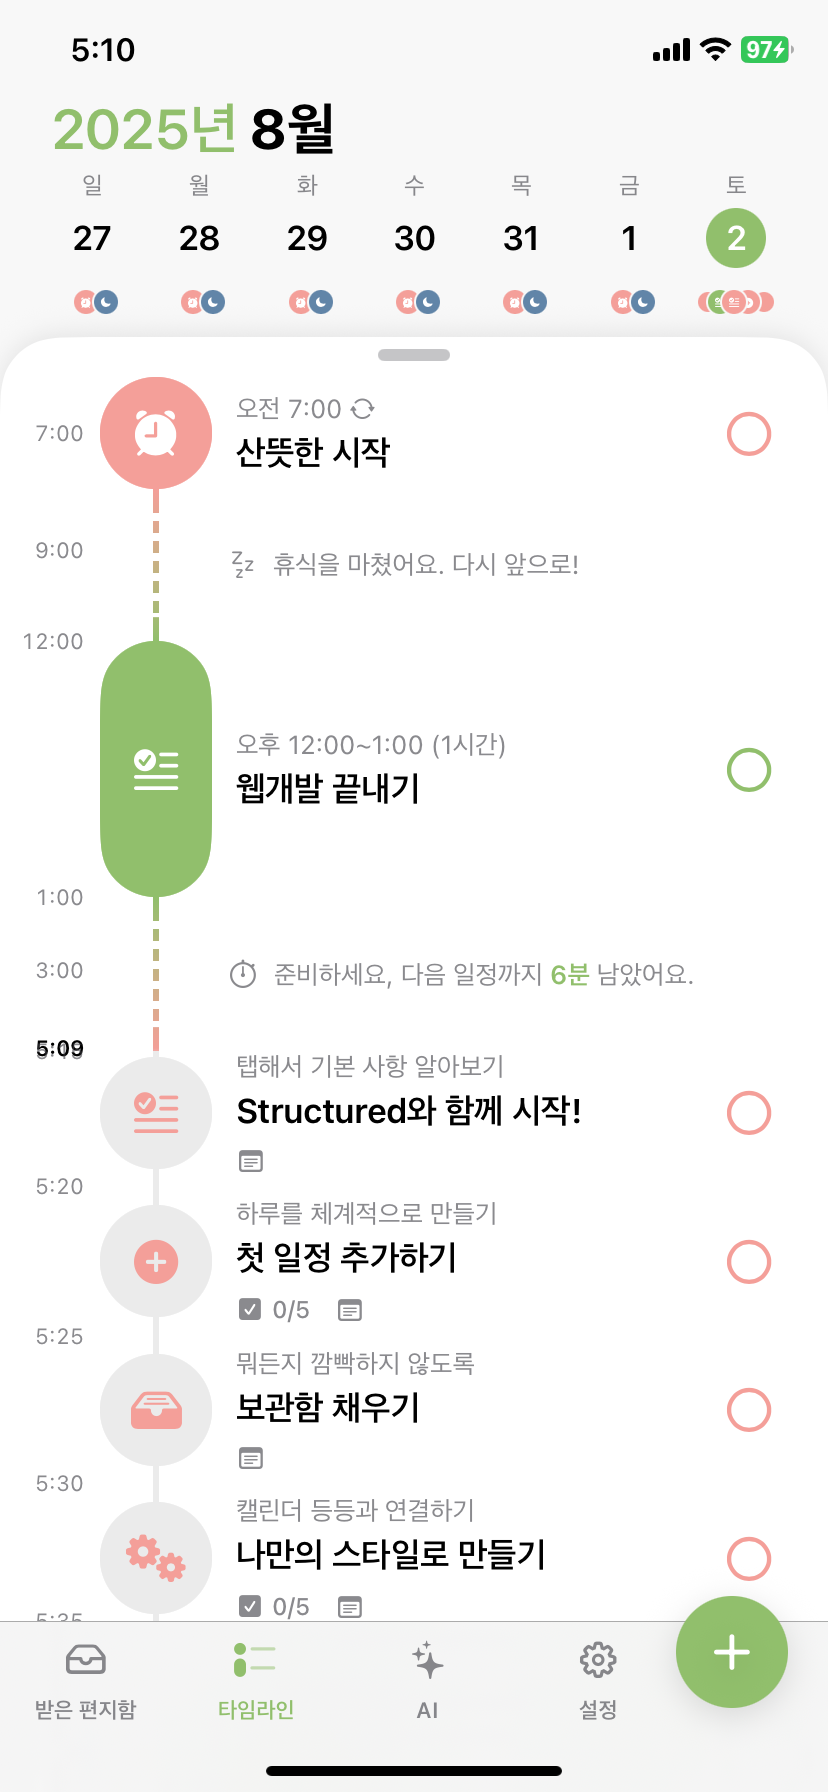 5:10
97
2025년 8월
일 월 화 수 목 금 토
27 28 29 30 31 1 2
7:00
오전 7:00
산뜻한 시작
9:00
zzz 휴식을 마쳤어요. 다시 앞으로!
12:00
오후 12:00~1:00 (1시간)
웹개발 끝내기
1:00
3:00
준비하세요, 다음 일정까지 6분 남았어요.
5:09
탭해서 기본 사항 알아보기
Structured와 함께 시작!
5:20
하루를 체계적으로 만들기
첫 일정 추가하기
0/5
5:25
뭐든지 깜빡하지 않도록
보관함 채우기
5:30
캘린더 등등과 연결하기
나만의 스타일로 만들기
0/5
5:35
받은 편지함 타임라인 AI 설정